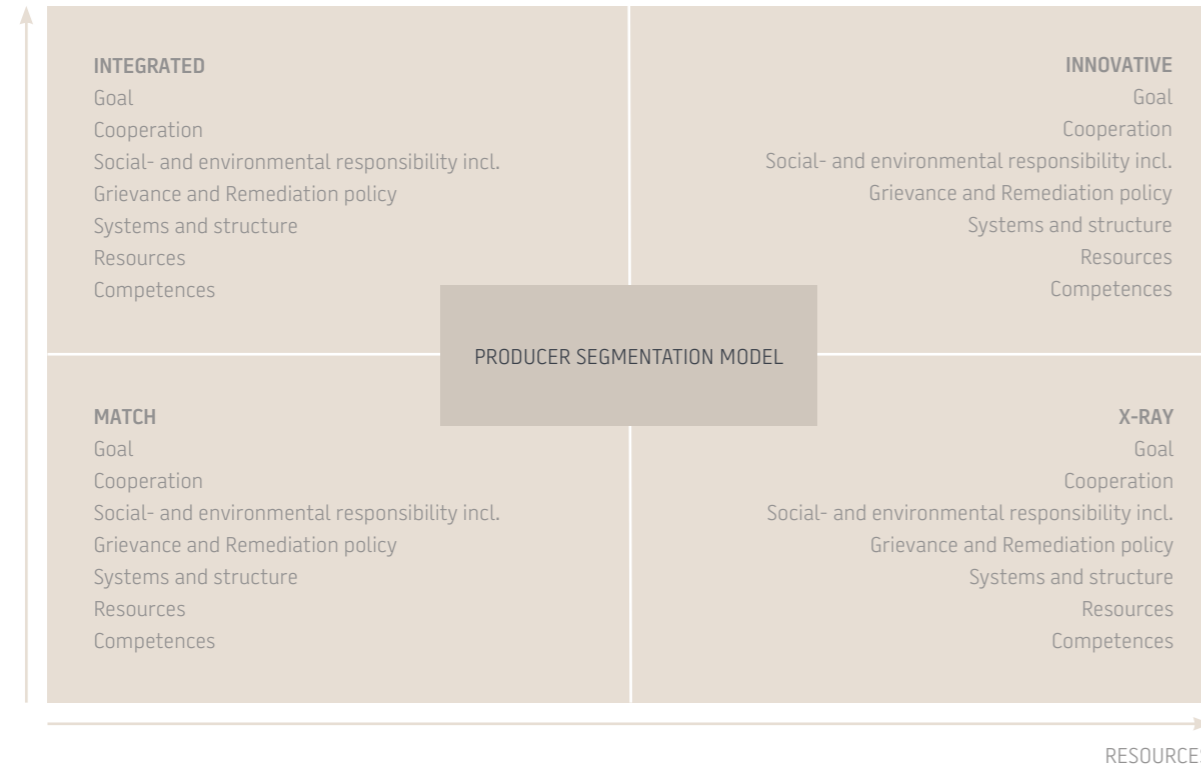 INTEGRATED
Goal
Cooperation
Social- and environmental responsibility incl.
Grievance and Remediation policy
Systems and structure
Resources
Competences
INNOVATIVE
Goal
Cooperation
Social- and environmental responsibility incl.
Grievance and Remediation policy
Systems and structure
Resources
Competences
PRODUCER SEGMENTATION MODEL
MATCH
Goal
Cooperation
Social- and environmental responsibility incl.
Grievance and Remediation policy
Systems and structure
Resources
Competences
X-RAY
Goal
Cooperation
Social- and environmental responsibility incl.
Grievance and Remediation policy
Systems and structure
Resources
Competences
RESOURCES